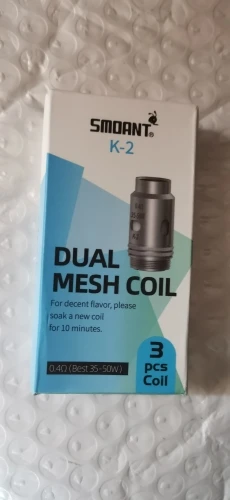 SMOANT®
K-2
DUAL
MESH COIL
For decent flavor, please
soak a new coil
for 10 minutes.
0.4Ω (Best 35-50W)
3
pcs
Coil